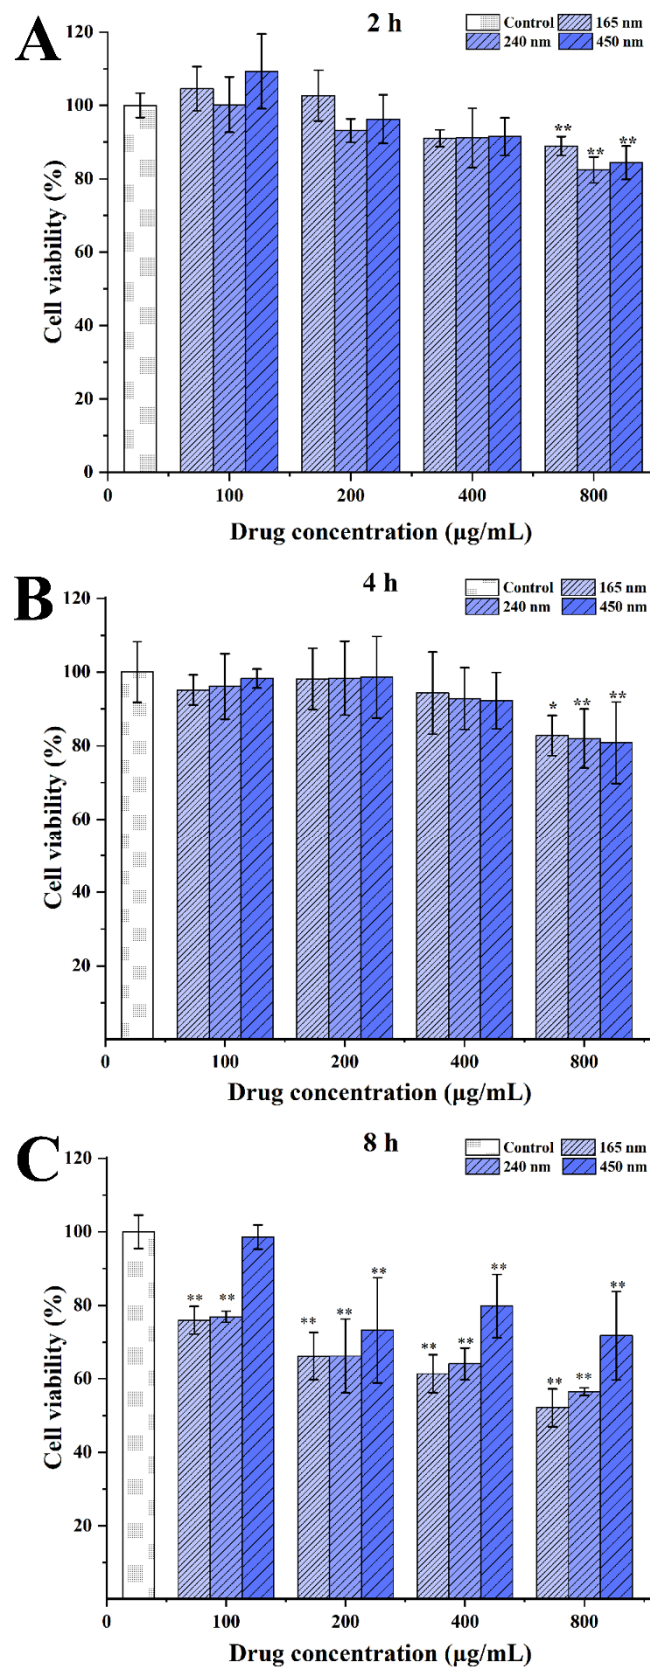 A
2 h
Control 165 nm
240 nm 450 nm
120
100
80
60
40
20
0
Cell viability (%)
** ** **
0 100 200 400 800
Drug concentration (μg/mL)
B
4 h
Control 165 nm
240 nm 450 nm
120
100
80
60
40
20
Cell viability (%)
* ** **
0 100 200 400 800
Drug concentration (μg/mL)
C
8 h
Control 165 nm
240 nm 450 nm
120
100
80
60
40
20
Cell viability (%)
** ** ** ** ** ** ** ** ** ** **
0 100 200 400 800
Drug concentration (μg/mL)